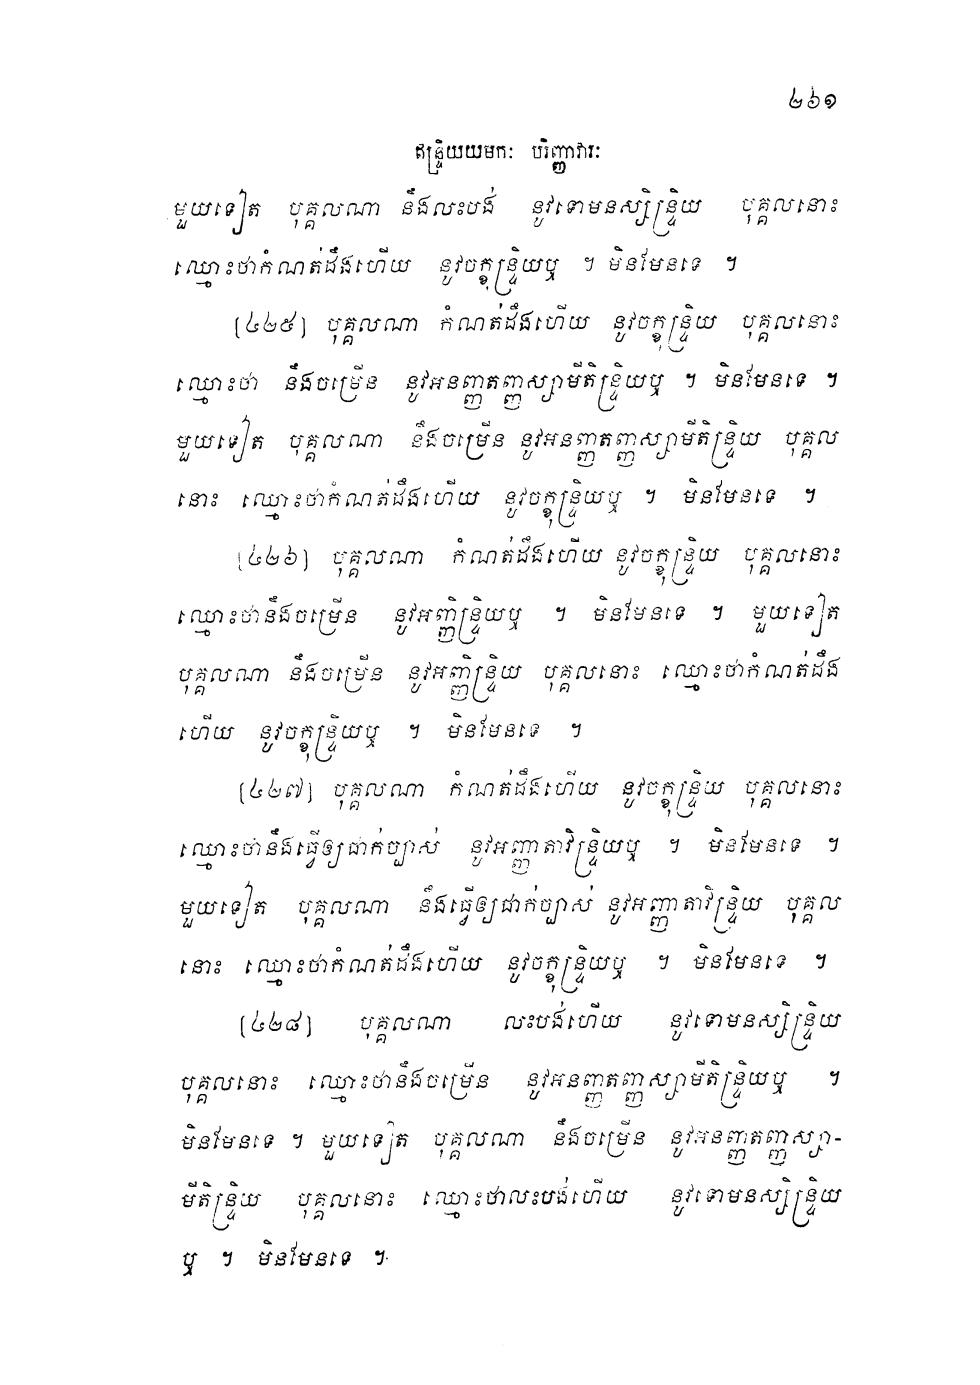 ២៦១
ឥន្ទ្រិយយមកៈ បរិញ្ញាវារៈ
មួយទៀត បុគ្គលណា នឹងលះបង់ នូវទោមនស្សិន្ទ្រិយ បុគ្គលនោះ
ឈ្មោះថាកំណត់ដឹងហើយ នូវចក្ខុន្ទ្រិយឬ ។ មិនមែនទេ ។
(៤២៥) បុគ្គលណា កំណត់ដឹងហើយ នូវចក្ខុន្ទ្រិយ បុគ្គលនោះ
ឈ្មោះថា នឹងចម្រើន នូវអនញ្ញាតញ្ញាស្សាមីតិន្ទ្រិយឬ ។ មិនមែនទេ ។
មួយទៀត បុគ្គលណា នឹងចម្រើន នូវអនញ្ញាតញ្ញាស្សាមីតិន្ទ្រិយ បុគ្គល
នោះ ឈ្មោះថាកំណត់ដឹងហើយ នូវចក្ខុន្ទ្រិយឬ ។ មិនមែនទេ ។
(៤២៦) បុគ្គលណា កំណត់ដឹងហើយ នូវចក្ខុន្ទ្រិយ បុគ្គលនោះ
ឈ្មោះថានឹងចម្រើន នូវអញ្ញិន្ទ្រិយឬ ។ មិនមែនទេ ។ មួយទៀត
បុគ្គលណា នឹងចម្រើន នូវអញ្ញិន្ទ្រិយ បុគ្គលនោះ ឈ្មោះថាកំណត់ដឹង
ហើយ នូវចក្ខុន្ទ្រិយឬ ។ មិនមែនទេ ។
(៤២៧) បុគ្គលណា កំណត់ដឹងហើយ នូវចក្ខុន្ទ្រិយ បុគ្គលនោះ
ឈ្មោះថានឹងធ្វើឲ្យជាក់ច្បាស់ នូវអញ្ញាតាវិន្ទ្រិយឬ ។ មិនមែនទេ ។
មួយទៀត បុគ្គលណា នឹងធ្វើឲ្យជាក់ច្បាស់ នូវអញ្ញាតាវិន្ទ្រិយ បុគ្គល
នោះ ឈ្មោះថាកំណត់ដឹងហើយ នូវចក្ខុន្ទ្រិយឬ ។ មិនមែនទេ ។
(៤២៨) បុគ្គលណា លះបង់ហើយ នូវទោមនស្សិន្ទ្រិយ
បុគ្គលនោះ ឈ្មោះថានឹងចម្រើន នូវអនញ្ញាតញ្ញាស្សាមីតិន្ទ្រិយឬ ។
មិនមែនទេ ។ មួយទៀត បុគ្គលណា នឹងចម្រើន នូវអនញ្ញាតញ្ញាស្សា-
មីតិន្ទ្រិយ បុគ្គលនោះ ឈ្មោះថាលះបង់ហើយ នូវទោមនស្សិន្ទ្រិយ
ឬ ។ មិនមែនទេ ។